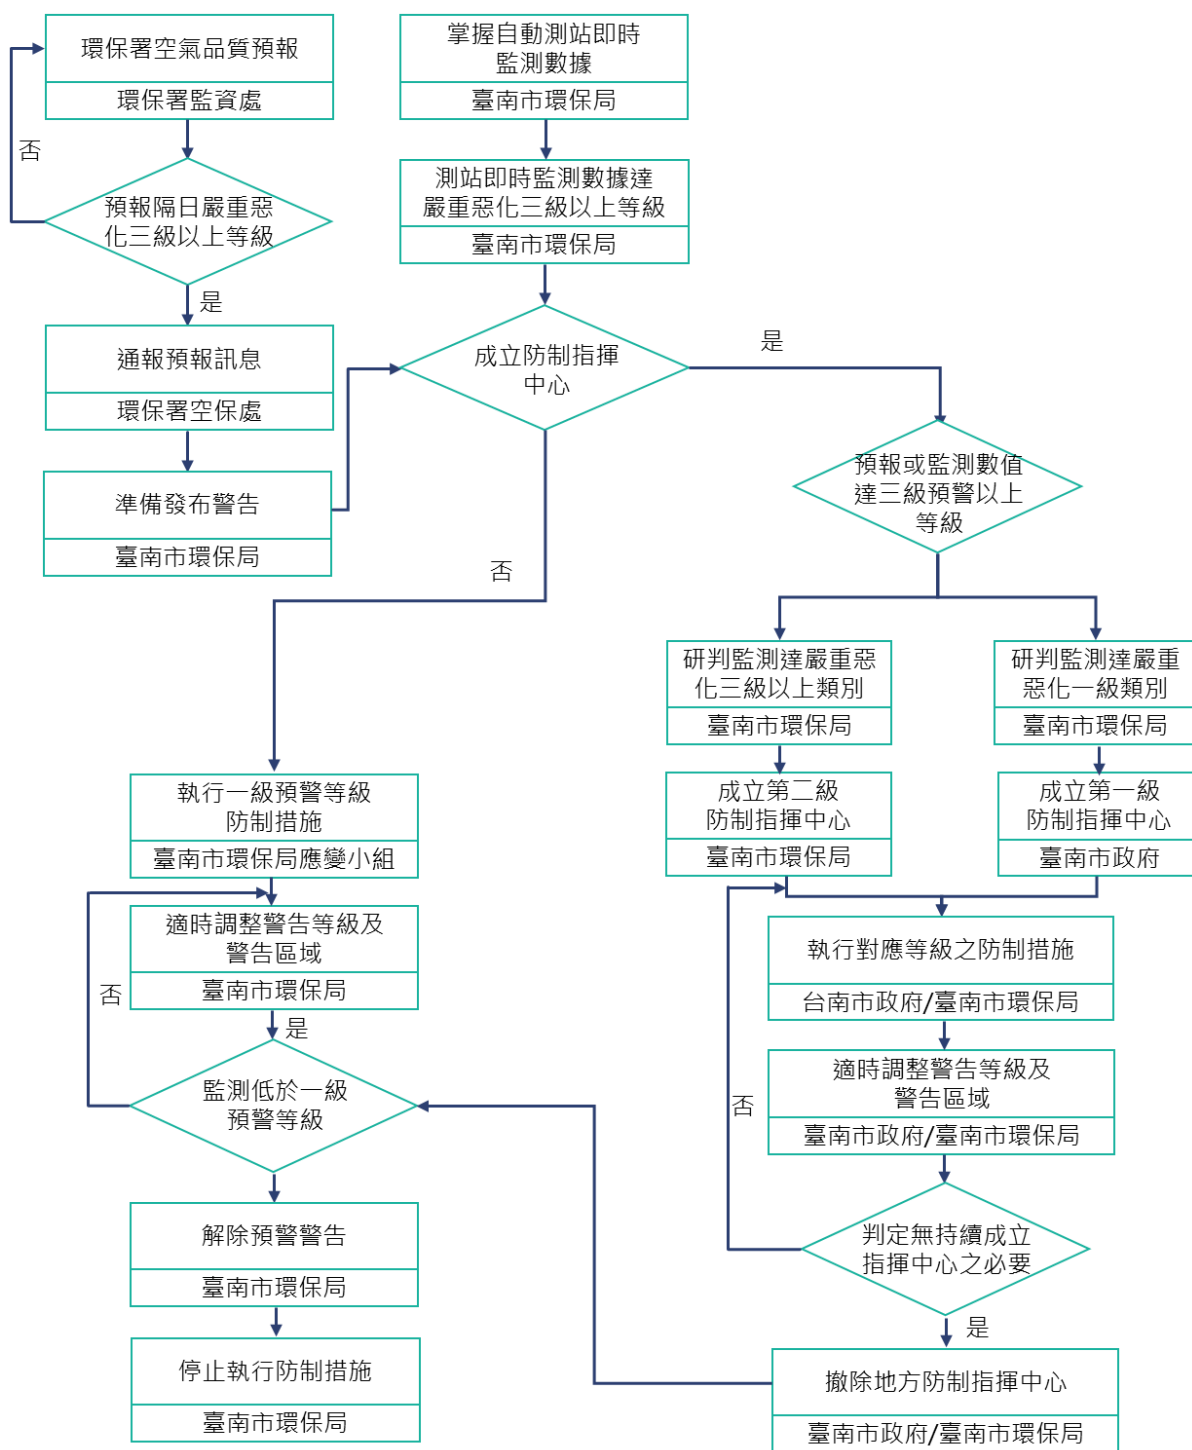 環保署空氣品質預報
環保署監資處
否
預報隔日嚴重惡
化三級以上等級
是
通報預報訊息
環保署空保處
準備發布警告
臺南市環保局
掌握自動測站即時
監測數據
臺南市環保局
測站即時監測數據達
嚴重惡化三級以上等級
臺南市環保局
成立防制指揮
中心
是
否
預報或監測數值
達三級預警以上
等級
研判監測達嚴重惡
化三級以上類別
臺南市環保局
研判監測達嚴重
惡化一級類別
臺南市環保局
成立第二級
防制指揮中心
臺南市環保局
成立第一級
防制指揮中心
臺南市政府
執行對應等級之防制措施
台南市政府/臺南市環保局
適時調整警告等級及
警告區域
臺南市政府/臺南市環保局
否
判定無持續成立
指揮中心之必要
是
撤除地方防制指揮中心
臺南市政府/臺南市環保局
執行一級預警等級
防制措施
臺南市環保局應變小組
適時調整警告等級及
警告區域
臺南市環保局
否
是
監測低於一級
預警等級
解除預警警告
臺南市環保局
停止執行防制措施
臺南市環保局